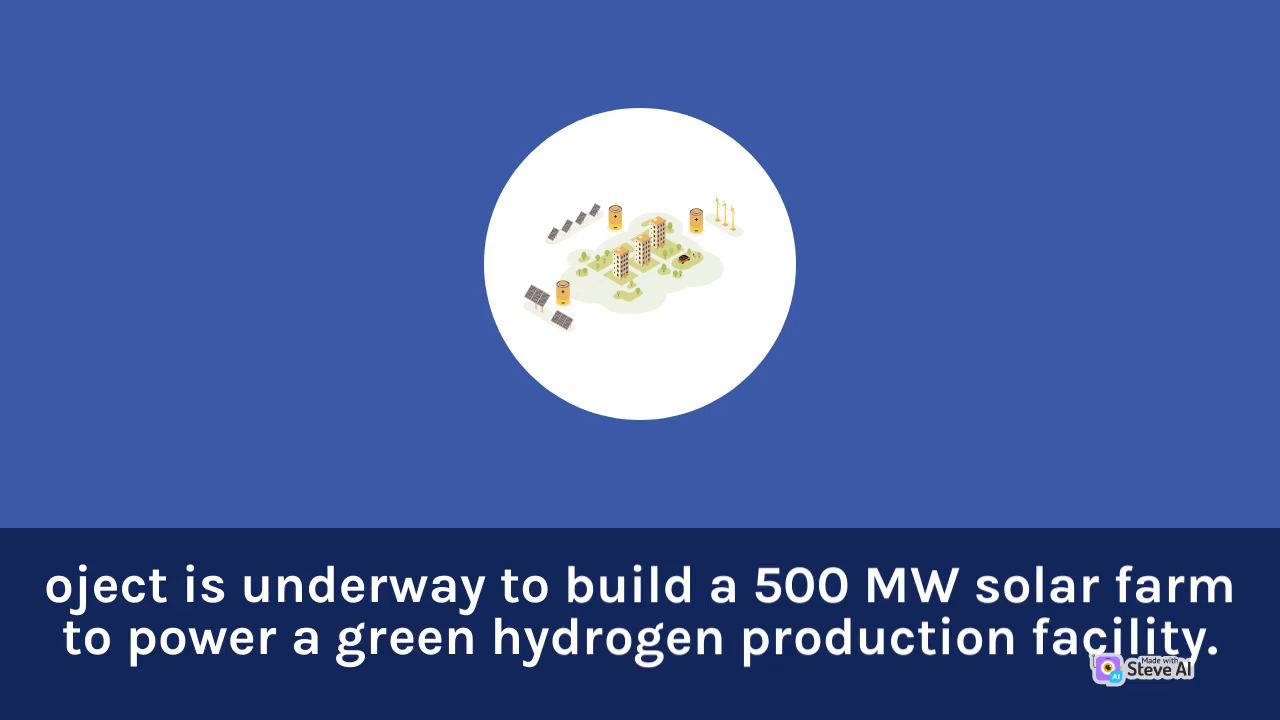 oject is underway to build a 500 MW solar farm
to power a green hydrogen production facility.
Made with
Steve AI
AI